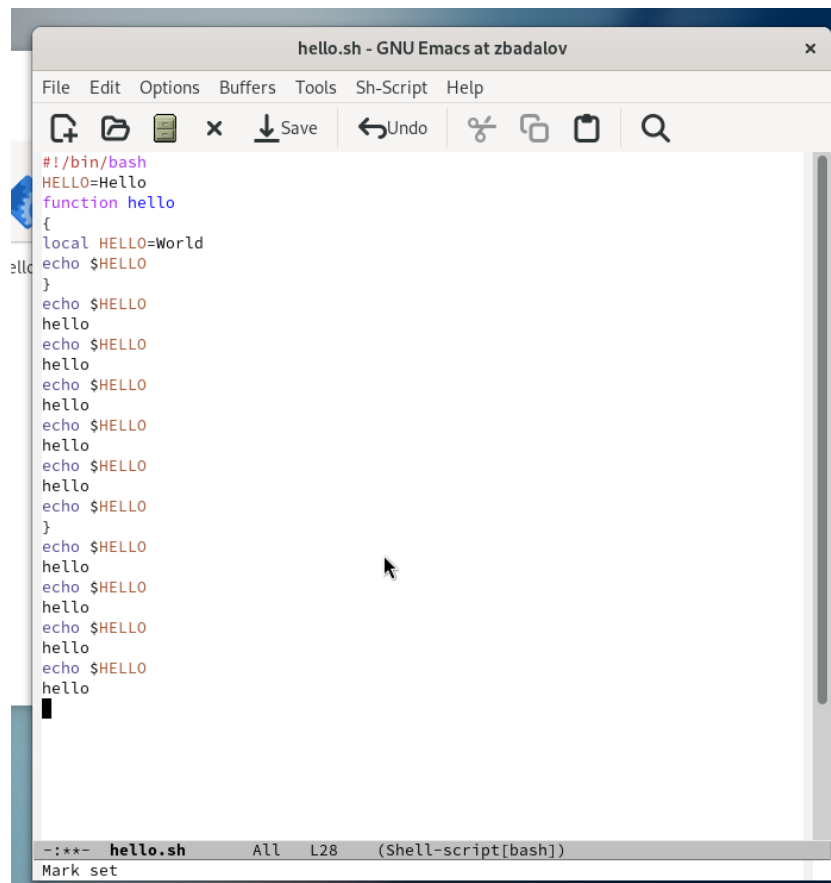 hello.sh - GNU Emacs at zbadalov
File Edit Options Buffers Tools Sh-Script Help
Save Undo
#!/bin/bash
HELLO=Hello
function hello
{
local HELLO=World
echo $HELLO
}
echo $HELLO
hello
echo $HELLO
hello
echo $HELLO
hello
echo $HELLO
hello
echo $HELLO
hello
echo $HELLO
}
echo $HELLO
hello
echo $HELLO
hello
echo $HELLO
hello
echo $HELLO
hello
-:**- hello.sh All L28 (Shell-script[bash])
Mark set